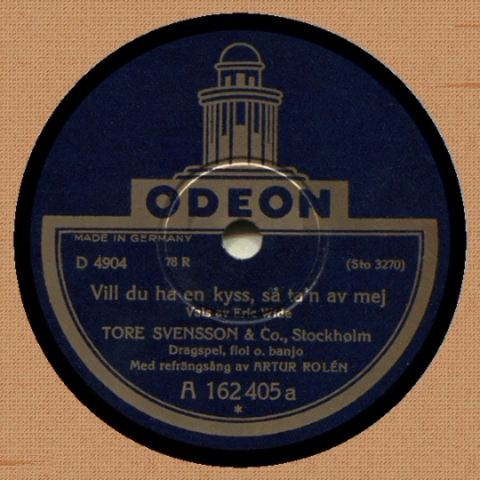 ODEON
MADE IN GERMANY
D 4904 78 R (Sto 3270)
Vill du ha en kyss, så ta'n av mej
Vals av Eric Wide
TORE SVENSSON & Co., Stockholm
Dragspel, fiol o. banjo
Med refrängsång av ARTUR ROLÉN
A 162405a
*